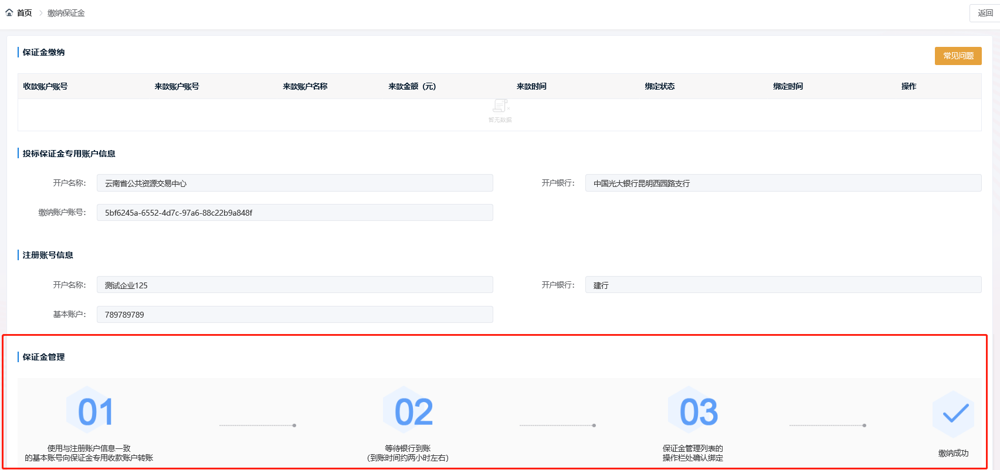 首页 缴纳保证金 返回
保证金缴纳
常见问题
收款账户账号 来款账户账号 来款账户名称 来款金额（元） 来款时间 绑定状态 绑定时间 操作
暂无数据
投标保证金专用账户信息
开户名称： 云南省公共资源交易中心 开户银行： 中国光大银行昆明西园路支行
缴纳账户账号： 5bf6245a-6552-4d7c-97a6-88c22b9a848f
注册账号信息
开户名称： 测试企业125 开户银行： 建行
基本账户： 789789789
保证金管理
01 02 03
使用与注册账户信息一致
的基本账号向保证金专用收款账户转账
等待银行到账
(到账时间约两小时左右)
保证金管理列表的
操作栏处确认绑定
缴纳成功